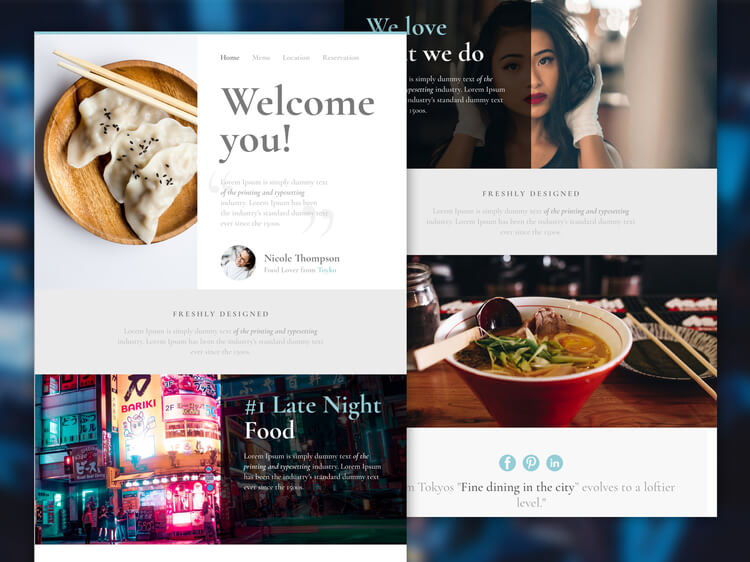 Home Menu Location Reservation
Welcome
you!
Lorem Ipsum is simply dummy text
of the printing and typesetting
industry. Lorem Ipsum has been
the industry's standard dummy text
ever since the 1500s.
Nicole Thompson
Food Lover from Toyko
FRESHLY DESIGNED
Lorem Ipsum is simply dummy text of the printing and typesetting
industry. Lorem Ipsum has been the industry's standard dummy text
ever since the 1500s.
BARIKI
2F
ビース
#1 Late Night
Food
Lorem Ipsum is simply dummy text of the
printing and typesetting industry. Lorem Ipsum
has been the industry's standard dummy text
ever since the 1500s.
We love
t we do
is simply dummy text of the
typesetting industry. Lorem Ipsum
industry's standard dummy text
1500s.
FRESHLY DESIGNED
Lorem Ipsum is simply dummy text of the printing and typesetting
industry. Lorem Ipsum has been the industry's standard dummy text
ever since the 1500s.
f
in
m Tokyos "Fine dining in the city" evolves to a loftier
level."